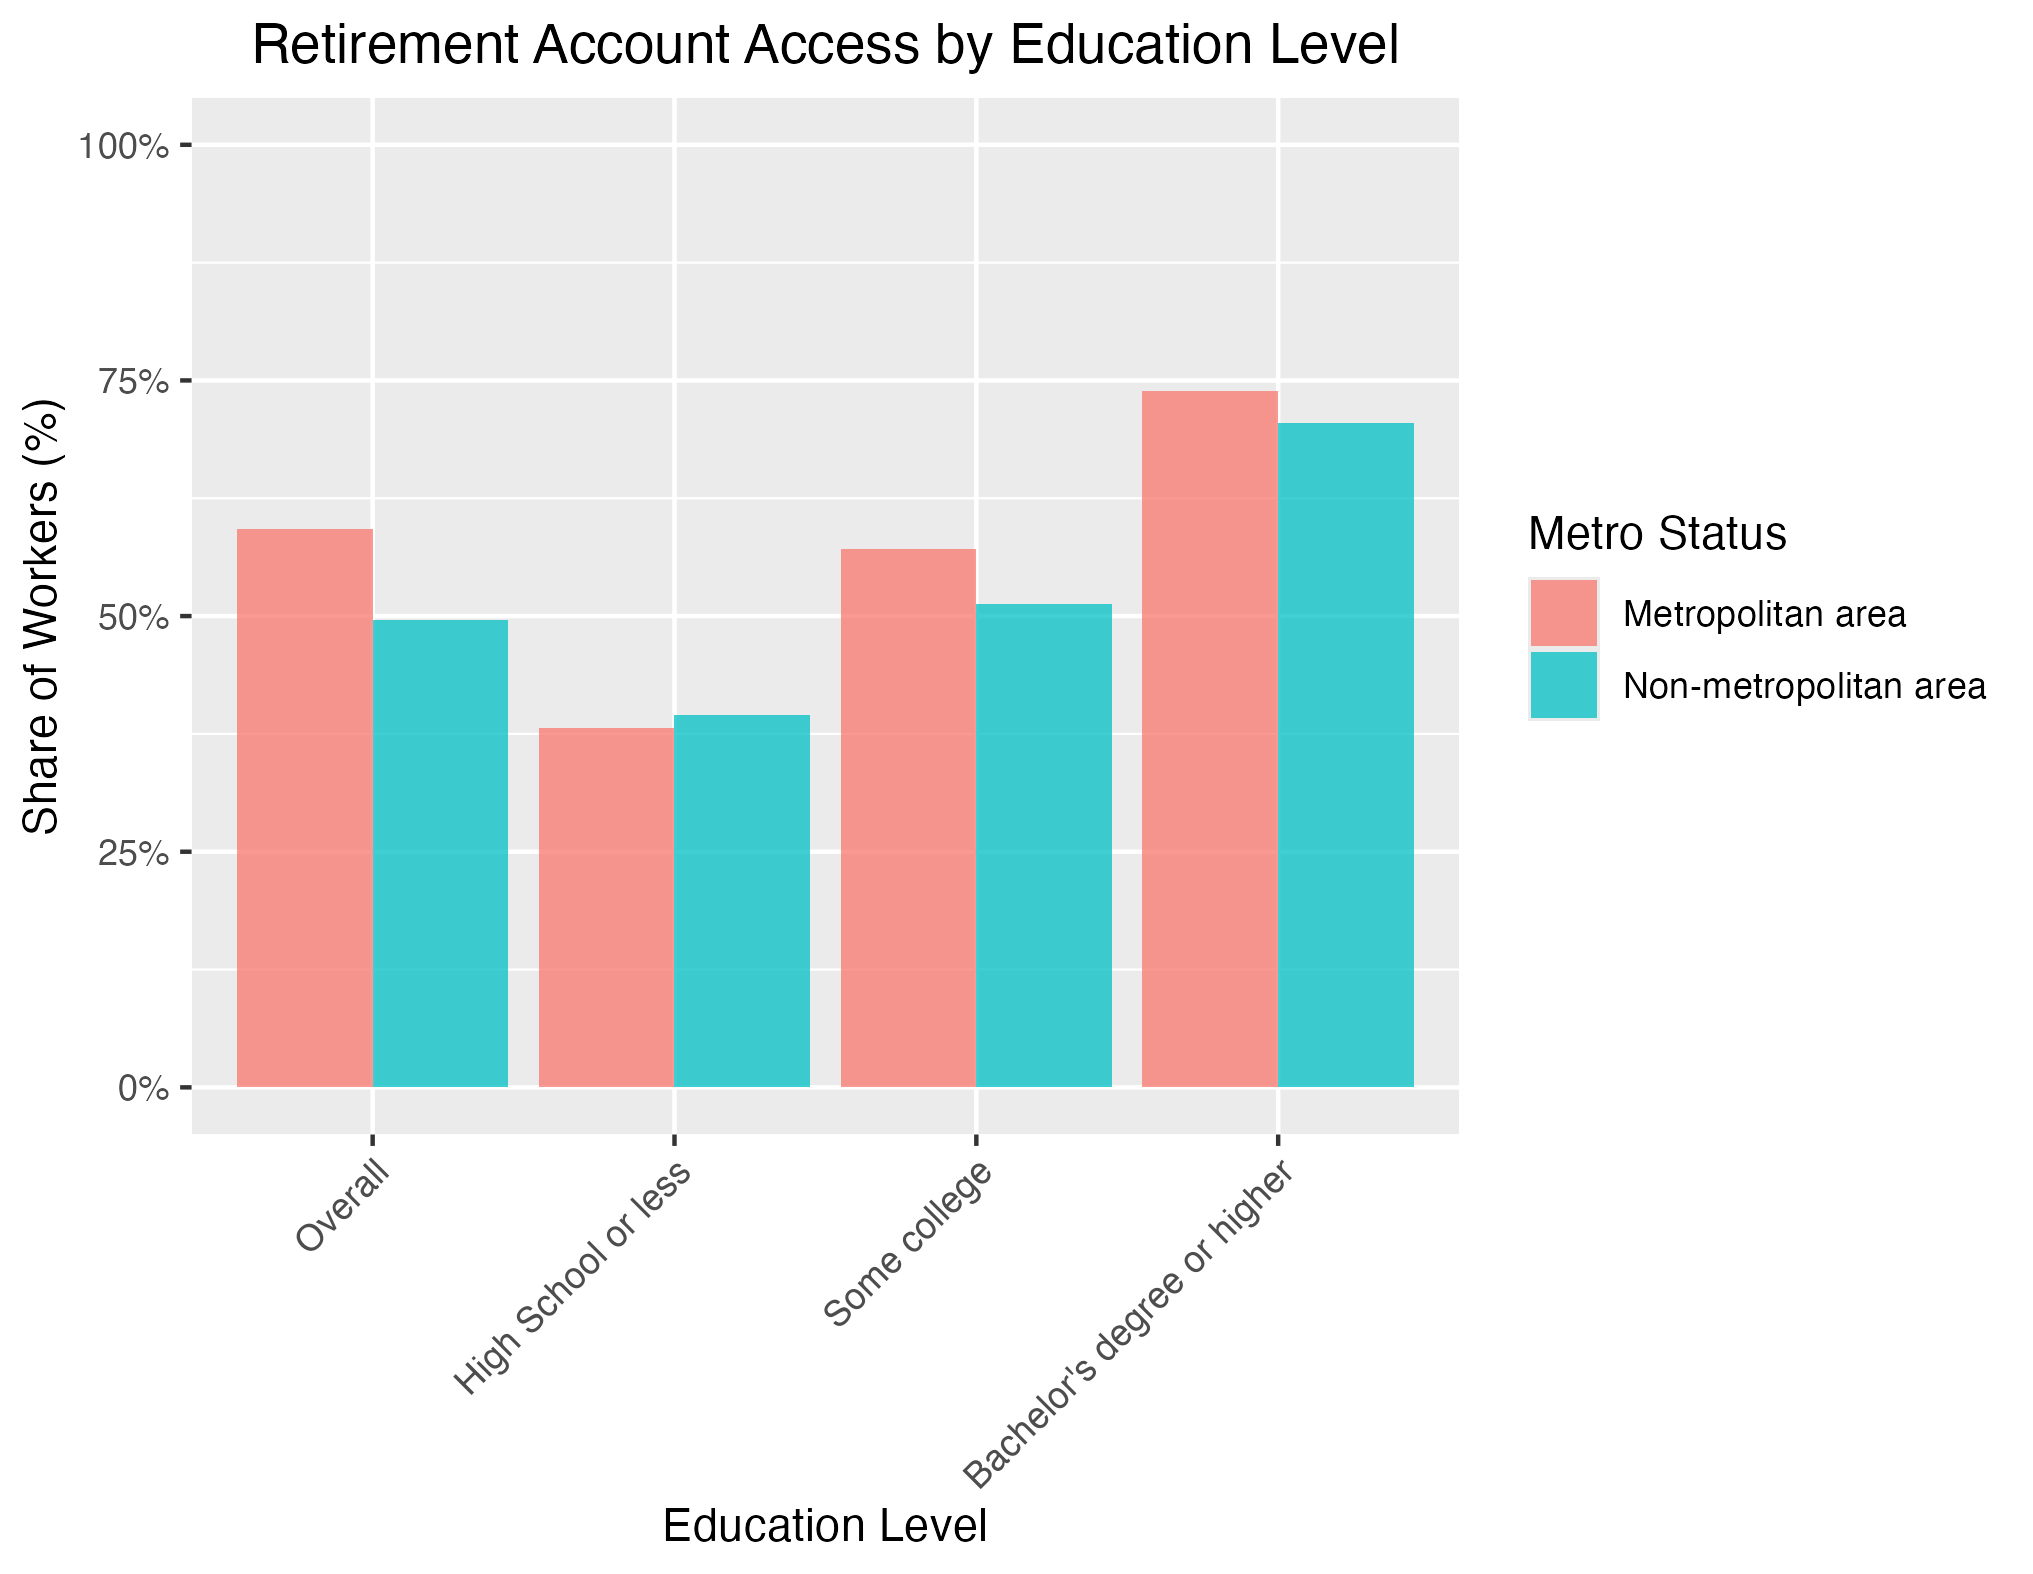 Retirement Account Access by Education Level
100%
75%
50%
25%
0%
Share of Workers (%)
Overall
High School or less
Some college
Bachelor's degree or higher
Education Level
Metro Status
Metropolitan area
Non-metropolitan area